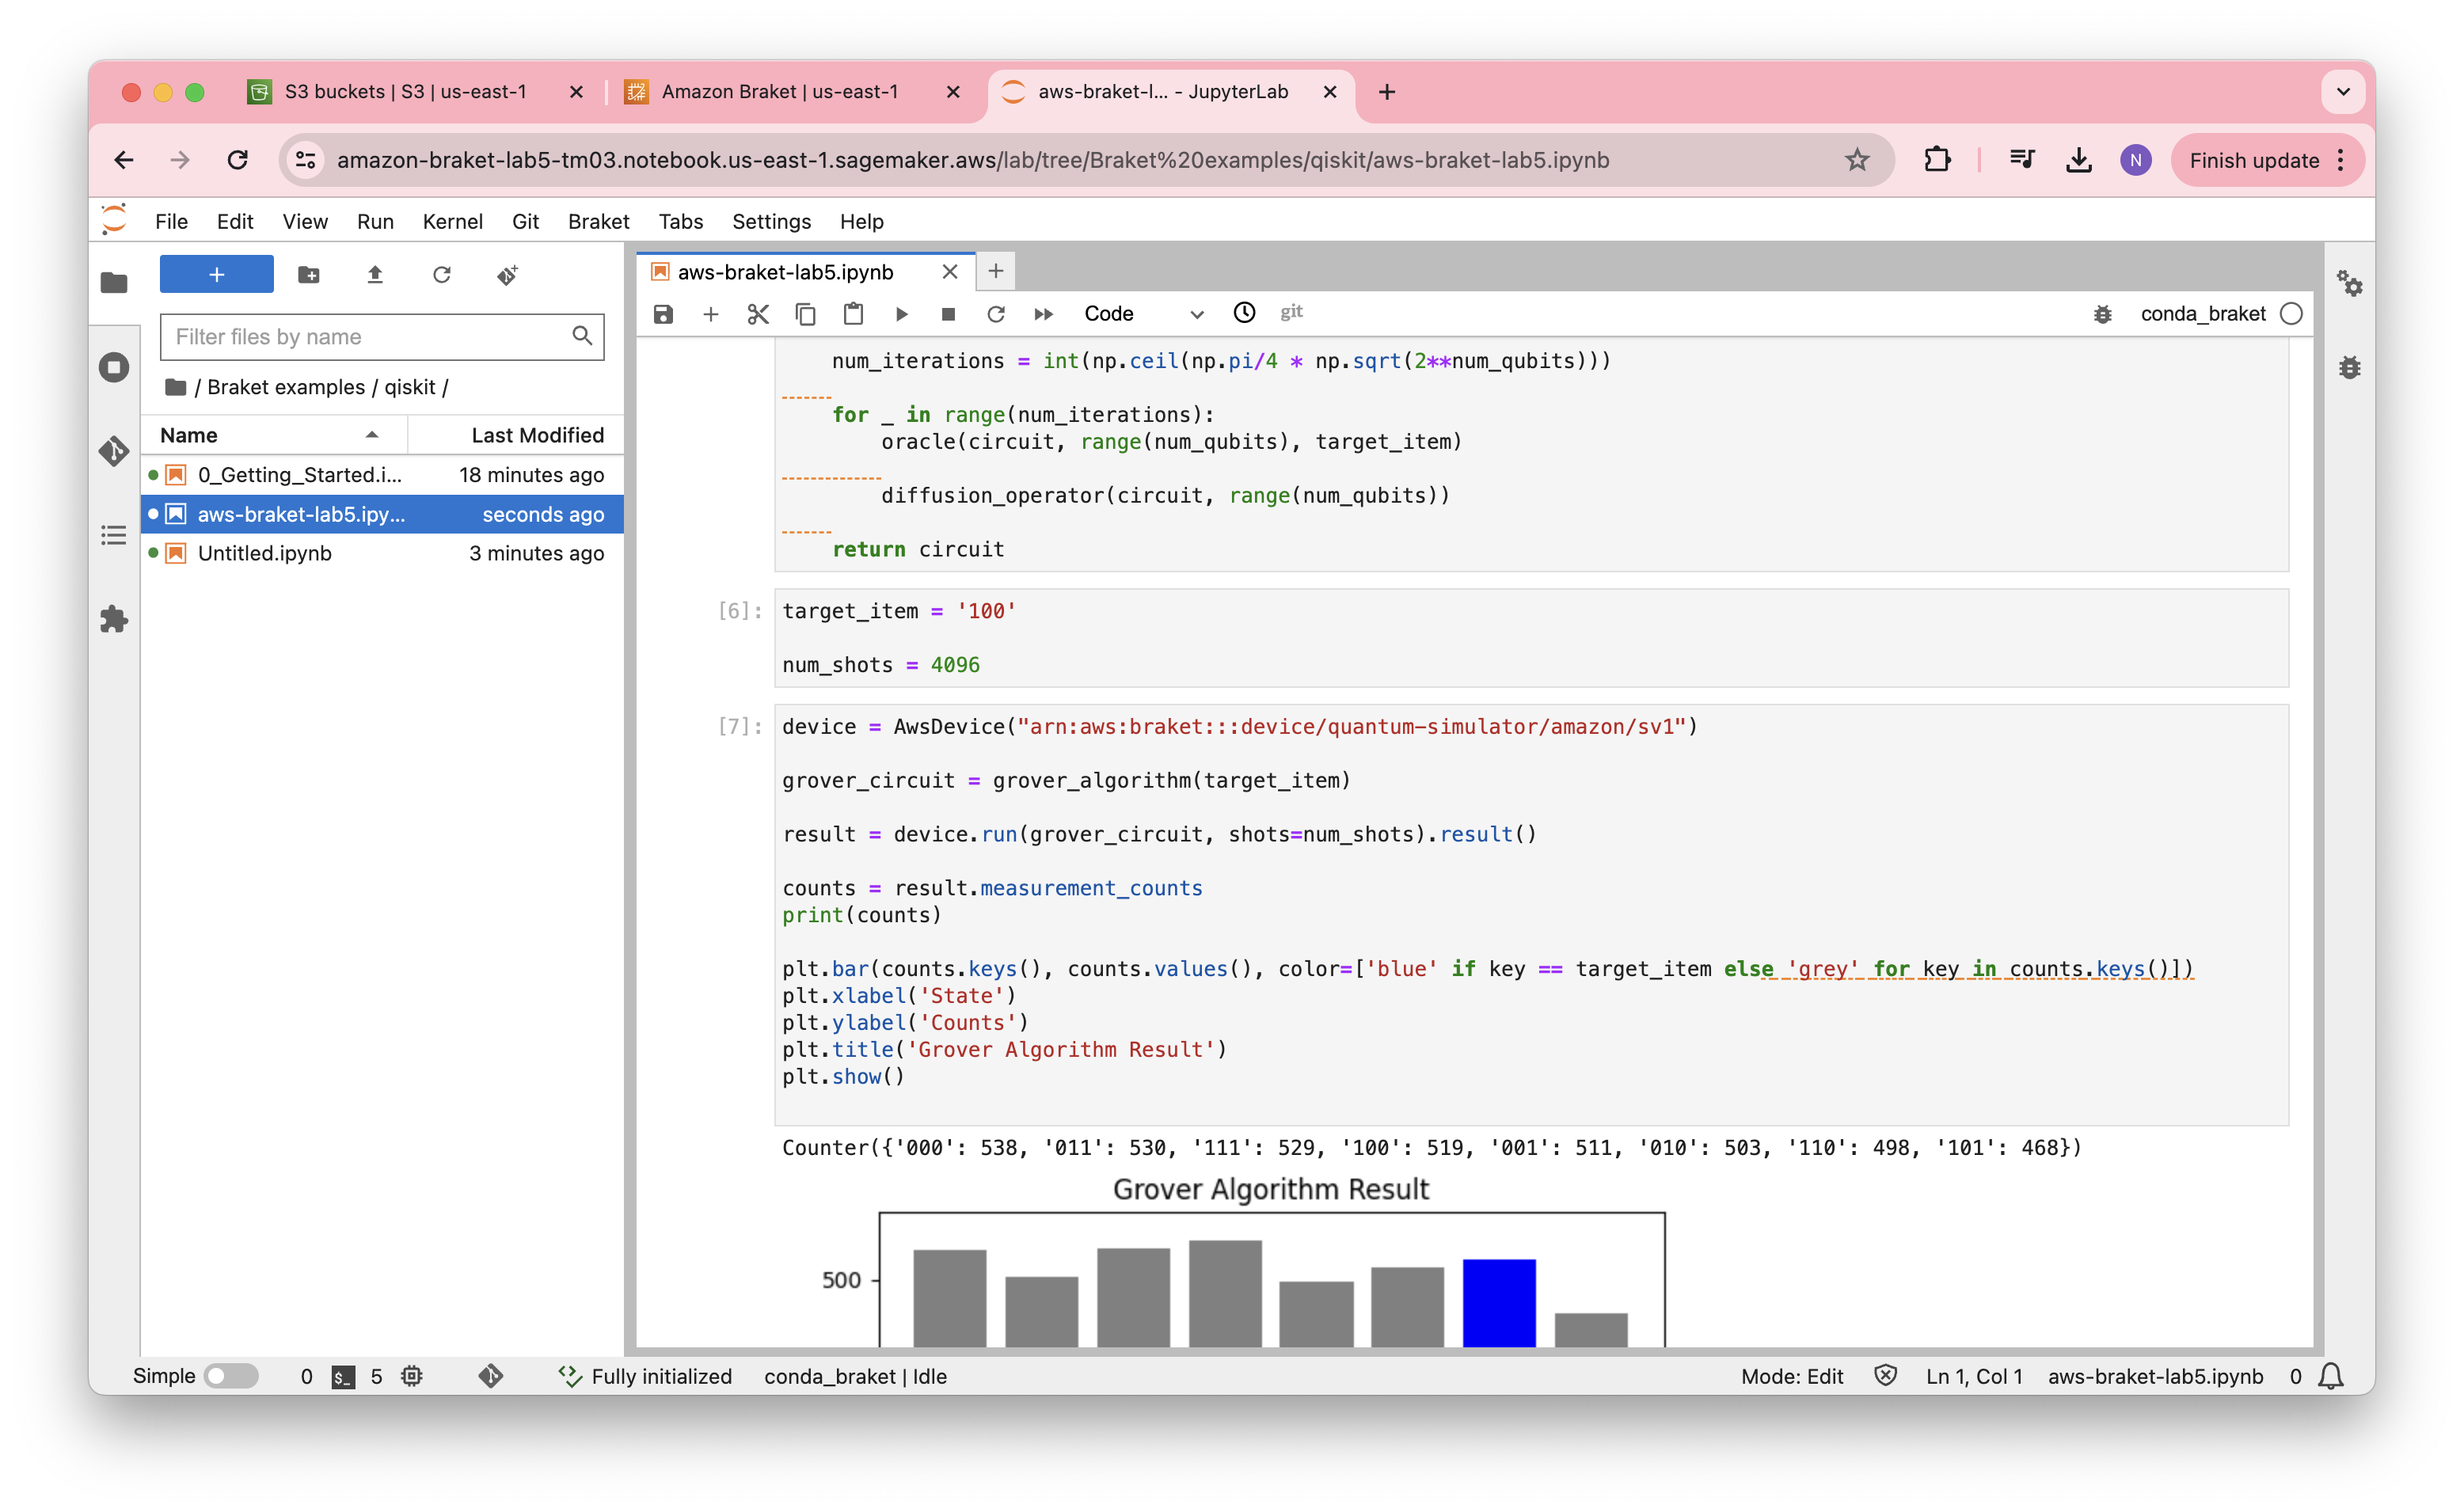 S3 buckets | S3 | us-east-1
Amazon Braket | us-east-1
aws-braket-l... - JupyterLab
amazon-braket-lab5-tm03.notebook.us-east-1.sagemaker.aws/lab/tree/Braket%20examples/qiskit/aws-braket-lab5.ipynb
N
Finish update
File Edit View Run Kernel Git Braket Tabs Settings Help
aws-braket-lab5.ipynb
Code
git
conda_braket
Filter files by name
/ Braket examples / qiskit /
Name Last Modified
0_Getting_Started.i... 18 minutes ago
aws-braket-lab5.ipy... seconds ago
Untitled.ipynb 3 minutes ago
num_iterations = int(np.ceil(np.pi/4 * np.sqrt(2**num_qubits)))
for _ in range(num_iterations):
oracle(circuit, range(num_qubits), target_item)
diffusion_operator(circuit, range(num_qubits))
return circuit
[6]: target_item = '100'
num_shots = 4096
[7]: device = AwsDevice("arn:aws:braket:::device/quantum-simulator/amazon/sv1")
grover_circuit = grover_algorithm(target_item)
result = device.run(grover_circuit, shots=num_shots).result()
counts = result.measurement_counts
print(counts)
plt.bar(counts.keys(), counts.values(), color=['blue' if key == target_item else 'grey' for key in counts.keys()])
plt.xlabel('State')
plt.ylabel('Counts')
plt.title('Grover Algorithm Result')
plt.show()
Counter({'000': 538, '011': 530, '111': 529, '100': 519, '001': 511, '010': 503, '110': 498, '101': 468})
Grover Algorithm Result
500
Simple 0 $_ 5 Fully initialized conda_braket | Idle Mode: Edit Ln 1, Col 1 aws-braket-lab5.ipynb 0